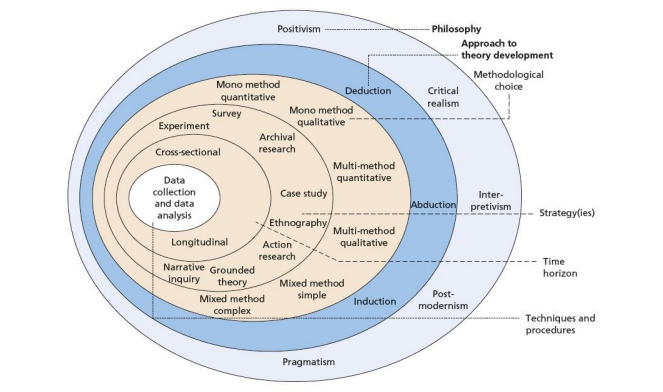 Positivism
Philosophy
Approach to
theory development
Methodological
choice
Mono method
quantitative
Deduction
Critical
realism
Mono method
qualitative
Survey
Experiment
Archival
research
Cross-sectional
Multi-method
quantitative
Data
collection
and data
analysis
Case study
Abduction
Inter-
pretivism
Strategy(ies)
Ethnography
Multi-method
qualitative
Longitudinal
Action
research
Time
horizon
Narrative
inquiry
Grounded
theory
Mixed method
simple
Mixed method
complex
Induction
Post-
modernism
Techniques and
procedures
Pragmatism